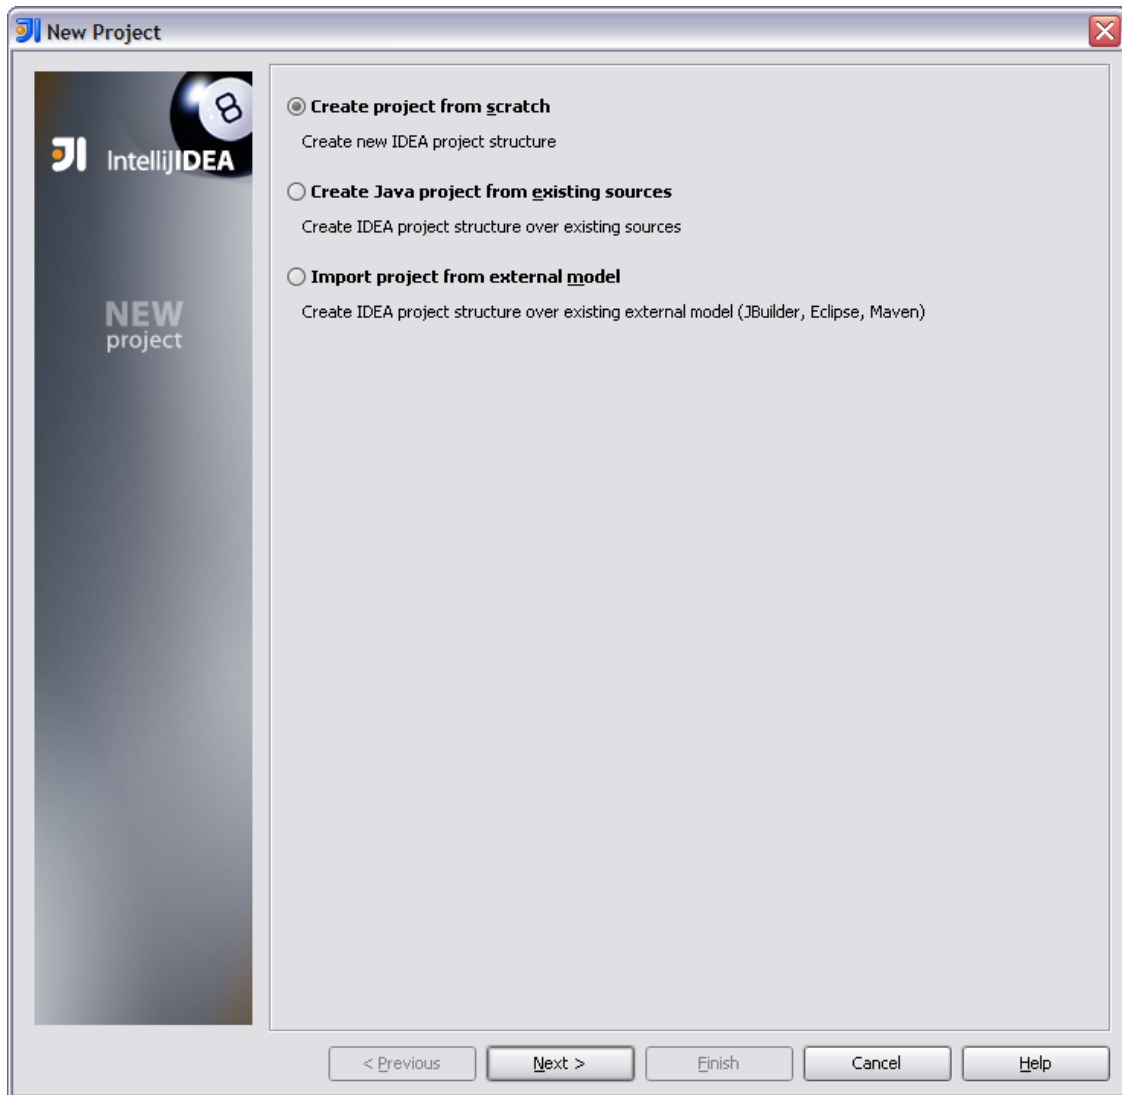 New Project
8
IntelliJIDEA
NEW
project
Create project from scratch
Create new IDEA project structure
Create Java project from existing sources
Create IDEA project structure over existing sources
Import project from external model
Create IDEA project structure over existing external model (JBuilder, Eclipse, Maven)
< Previous
Next >
Finish
Cancel
Help